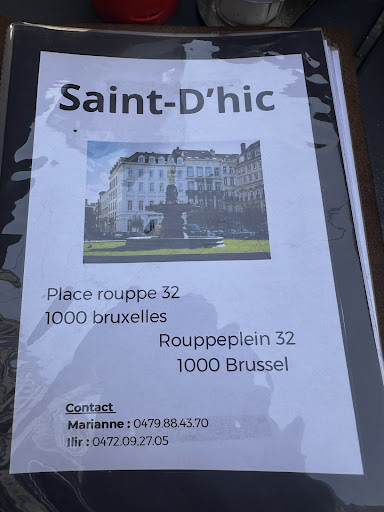 Saint-D'hic
Place rouppe 32
1000 bruxelles
Rouppeplein 32
1000 Brussel
Contact
Marianne : 0479.88.43.70
Ilir : 0472.09.27.05